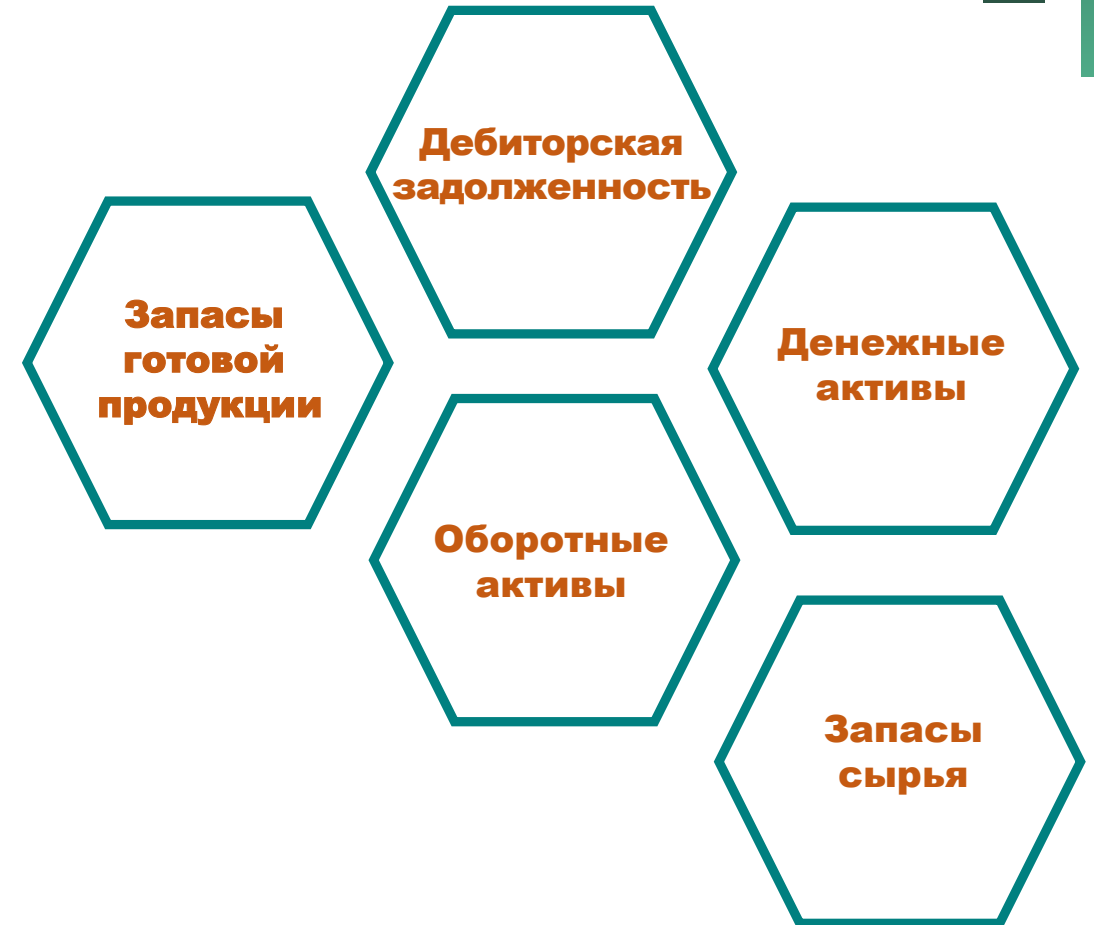 Дебиторская
задолженность
Запасы
готовой
продукции
Денежные
активы
Оборотные
активы
Запасы
сырья